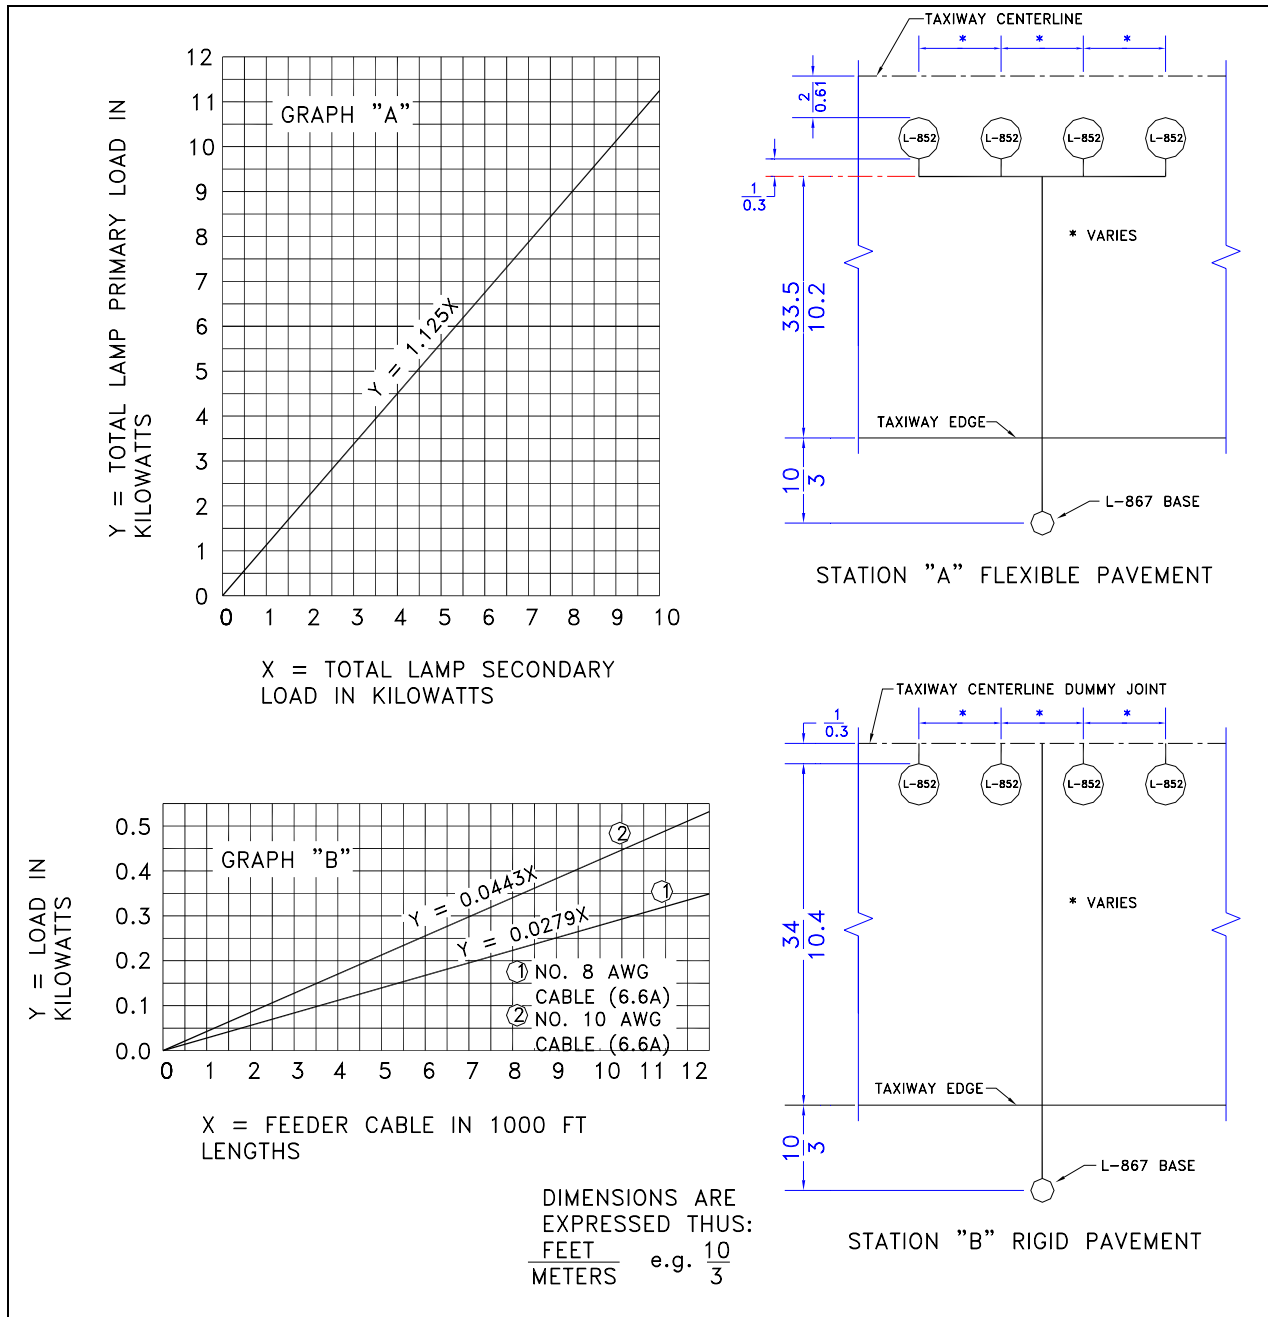 12
11
10
9
8
7
6
5
4
3
2
1
0
GRAPH "A"
Y = 1.125X
0 1 2 3 4 5 6 7 8 9 10
Y = TOTAL LAMP PRIMARY LOAD IN
KILOWATTS
X = TOTAL LAMP SECONDARY
LOAD IN KILOWATTS
TAXIWAY CENTERLINE
* * *
2
0.61
L-852 L-852 L-852 L-852
1
0.3
* VARIES
33.5
10.2
TAXIWAY EDGE
10
3
L-867 BASE
STATION "A" FLEXIBLE PAVEMENT
0.5
0.4
0.3
0.2
0.1
0.0
GRAPH "B"
2
1
Y = 0.0443X
Y = 0.0279X
1 NO. 8 AWG
CABLE (6.6A)
2 NO. 10 AWG
CABLE (6.6A)
0 1 2 3 4 5 6 7 8 9 10 11 12
Y = LOAD IN
KILOWATTS
X = FEEDER CABLE IN 1000 FT
LENGTHS
TAXIWAY CENTERLINE DUMMY JOINT
* * *
1
0.3
L-852 L-852 L-852 L-852
34
10.4
* VARIES
TAXIWAY EDGE
10
3
L-867 BASE
STATION "B" RIGID PAVEMENT
DIMENSIONS ARE
EXPRESSED THUS:
FEET
METERS
e.g. 10
3